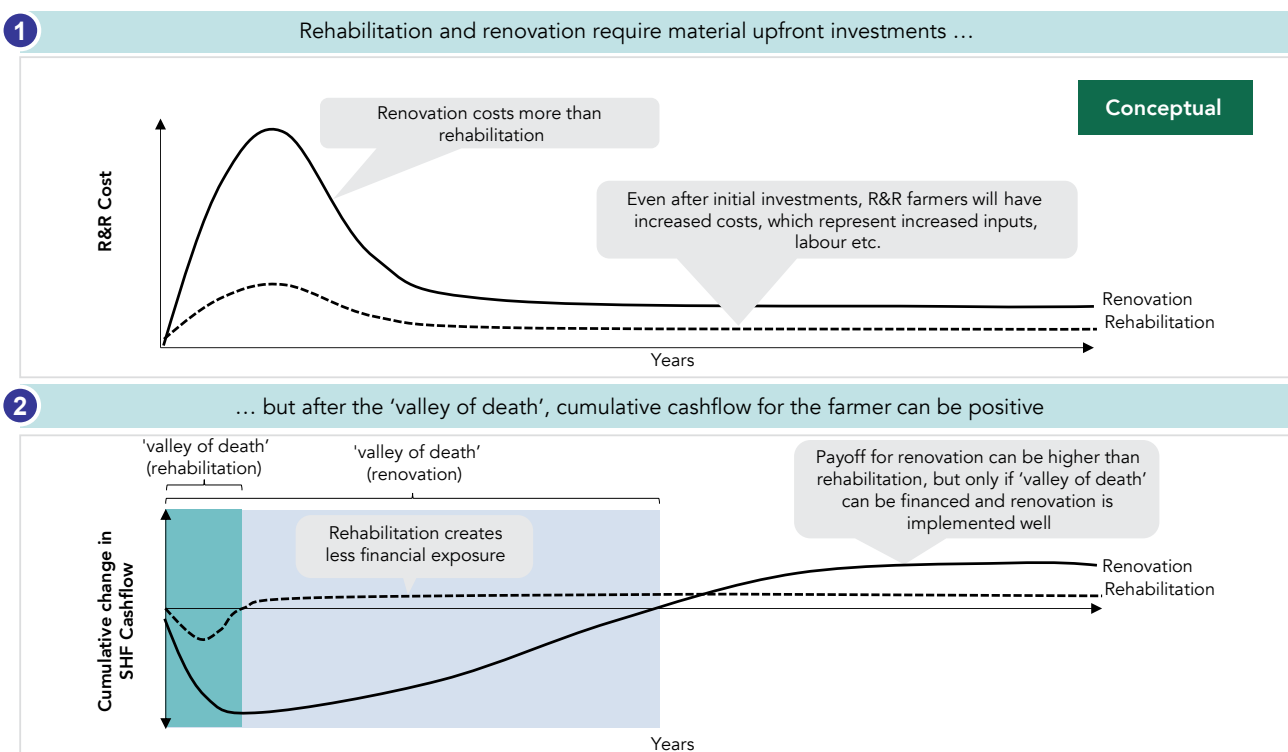 1
Rehabilitation and renovation require material upfront investments …
Conceptual
Renovation costs more than
rehabilitation
Even after initial investments, R&R farmers will have
increased costs, which represent increased inputs,
labour etc.
R&R Cost
Renovation
Rehabilitation
Years
2
… but after the ‘valley of death’, cumulative cashflow for the farmer can be positive
'valley of death’
(rehabilitation)
'valley of death’
(renovation)
Payoff for renovation can be higher than
rehabilitation, but only if ‘valley of death’
can be financed and renovation is
implemented well
Rehabilitation creates
less financial exposure
Cumulative change in
SHF Cashflow
Renovation
Rehabilitation
Years